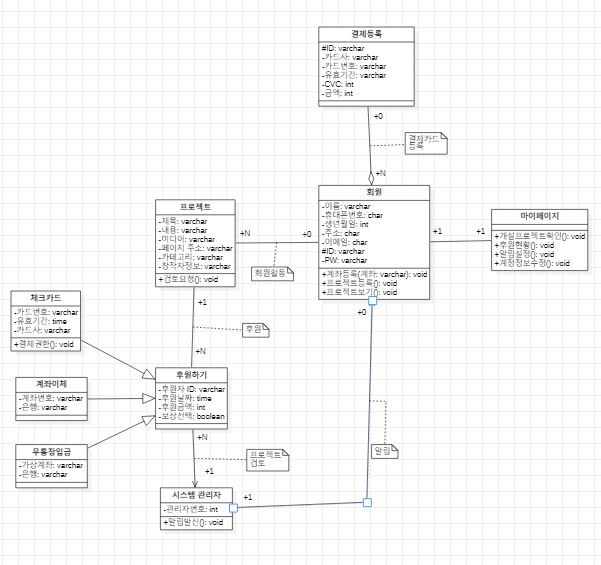 결제등록
#ID: varchar
-카드사: varchar
-카드번호: varchar
-유효기간: varchar
-CVC: int
-금액: int
+0
결제카드
등록
+N
회원
-이름: varchar
-휴대폰번호: char
-생년월일: int
-주소: char
-이메일: char
#ID: varchar
-PW: varchar
+계좌등록(계좌: varchar): void
+프로젝트등록(): void
+프로젝트보기(): void
프로젝트
-제목: varchar
-내용: varchar
-미디어: varchar
-페이지 주소: varchar
-카테고리: varchar
-창작자정보: varchar
+검토요청(): void
+N
+0
회원활동
마이페이지
+개설프로젝트확인(): void
+후원현황(): void
+알림설정(): void
+계정정보수정(): void
+1
+1
+1
후원
+N
체크카드
-카드번호: varchar
-유효기간: time
-카드사: varchar
+결제권한(): void
계좌이체
-계좌번호: varchar
-은행: varchar
무통장입금
-가상계좌: varchar
-은행: varchar
후원하기
-후원자 ID: varchar
-후원날짜: time
-후원금액: int
-보상선택: boolean
+N
프로젝트
검토
+1
+0
알림
시스템 관리자
-관리자번호: int
+알림발신(): void
+1